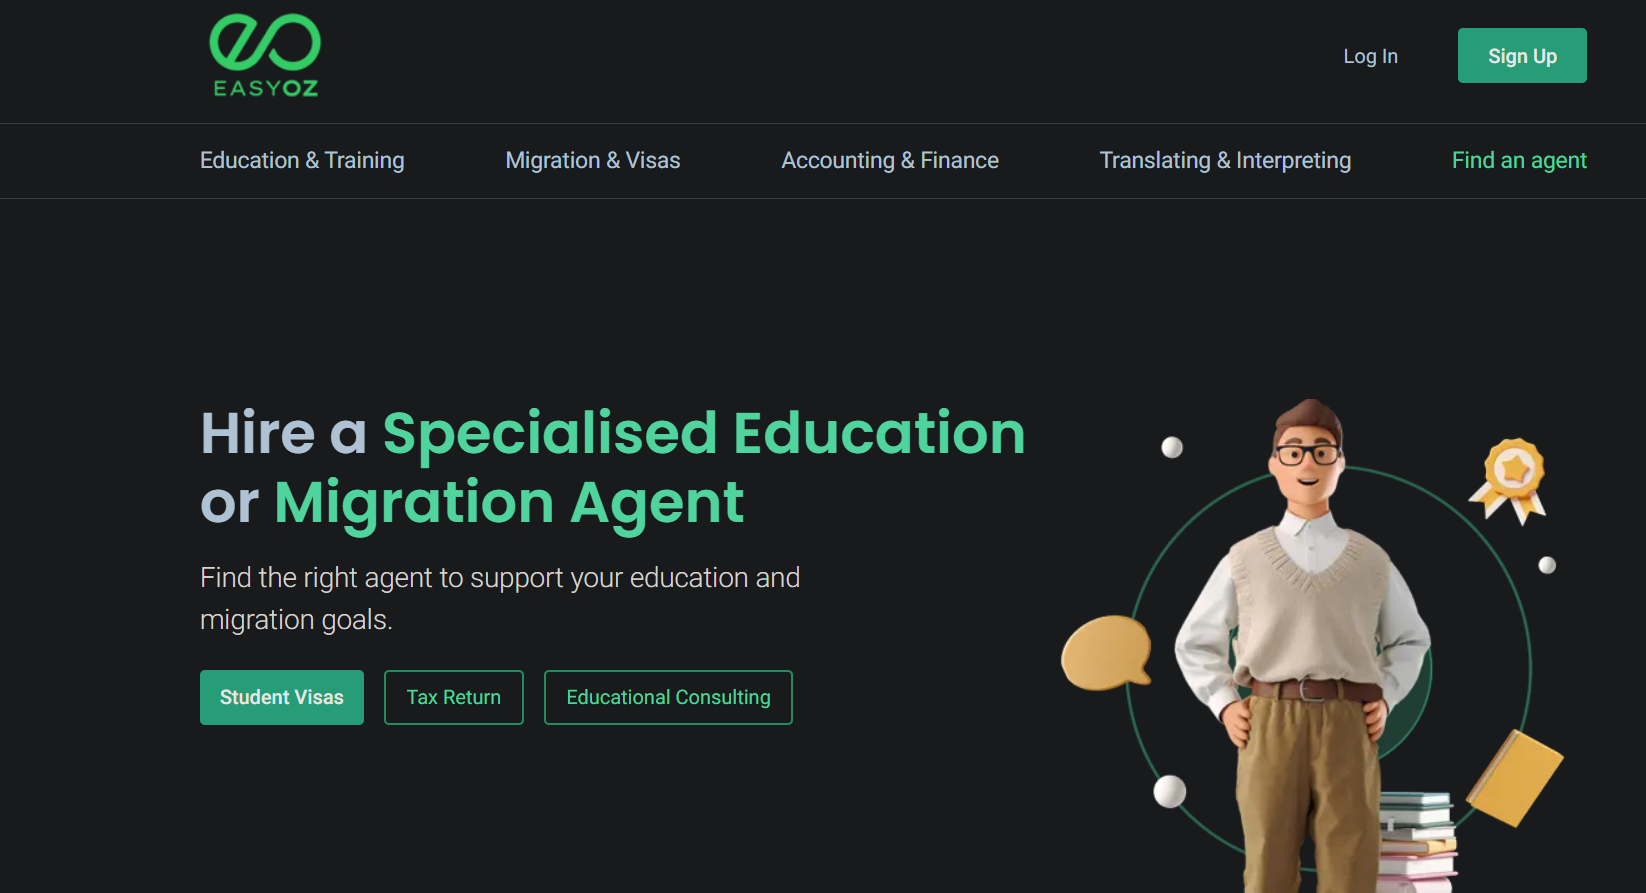 EASYOZ
Log In
Sign Up
Education & Training
Migration & Visas
Accounting & Finance
Translating & Interpreting
Find an agent
Hire a Specialised Education
or Migration Agent
Find the right agent to support your education and
migration goals.
Student Visas
Tax Return
Educational Consulting